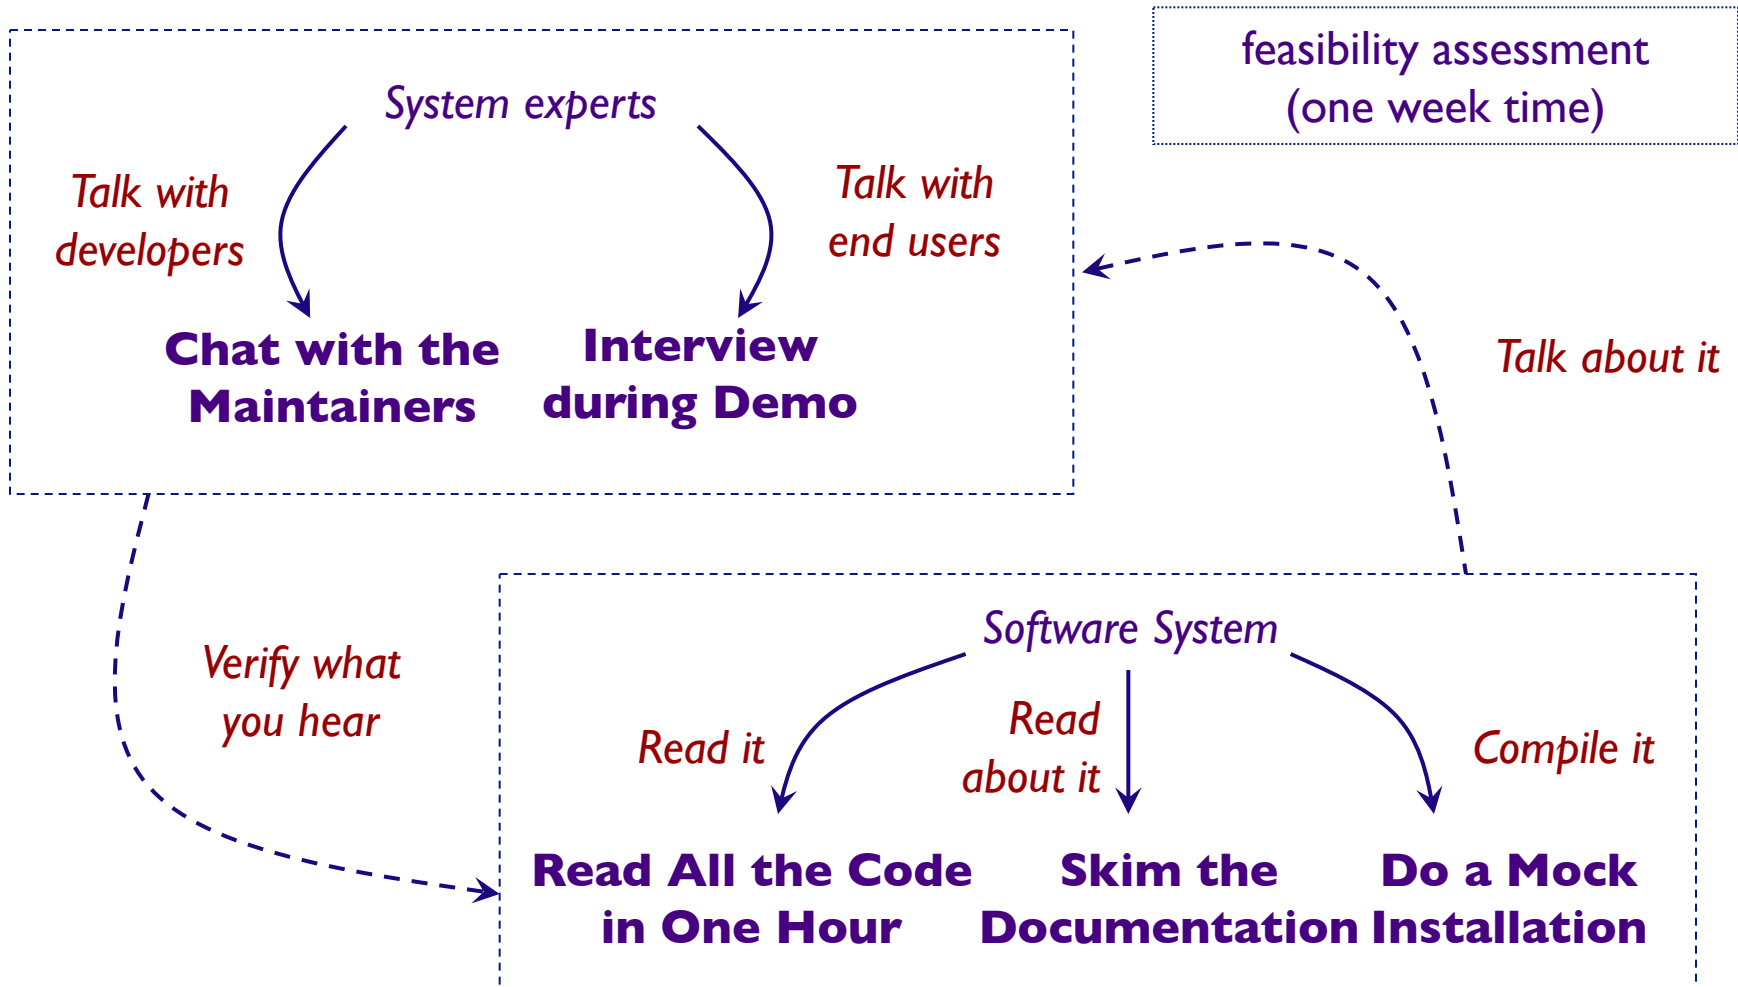 feasibility assessment
(one week time)
System experts
Talk with
developers
Talk with
end users
Chat with the
Maintainers
Interview
during Demo
Talk about it
Verify what
you hear
Software System
Read it
Read
about it
Compile it
Read All the Code
in One Hour
Skim the
Documentation
Do a Mock
Installation